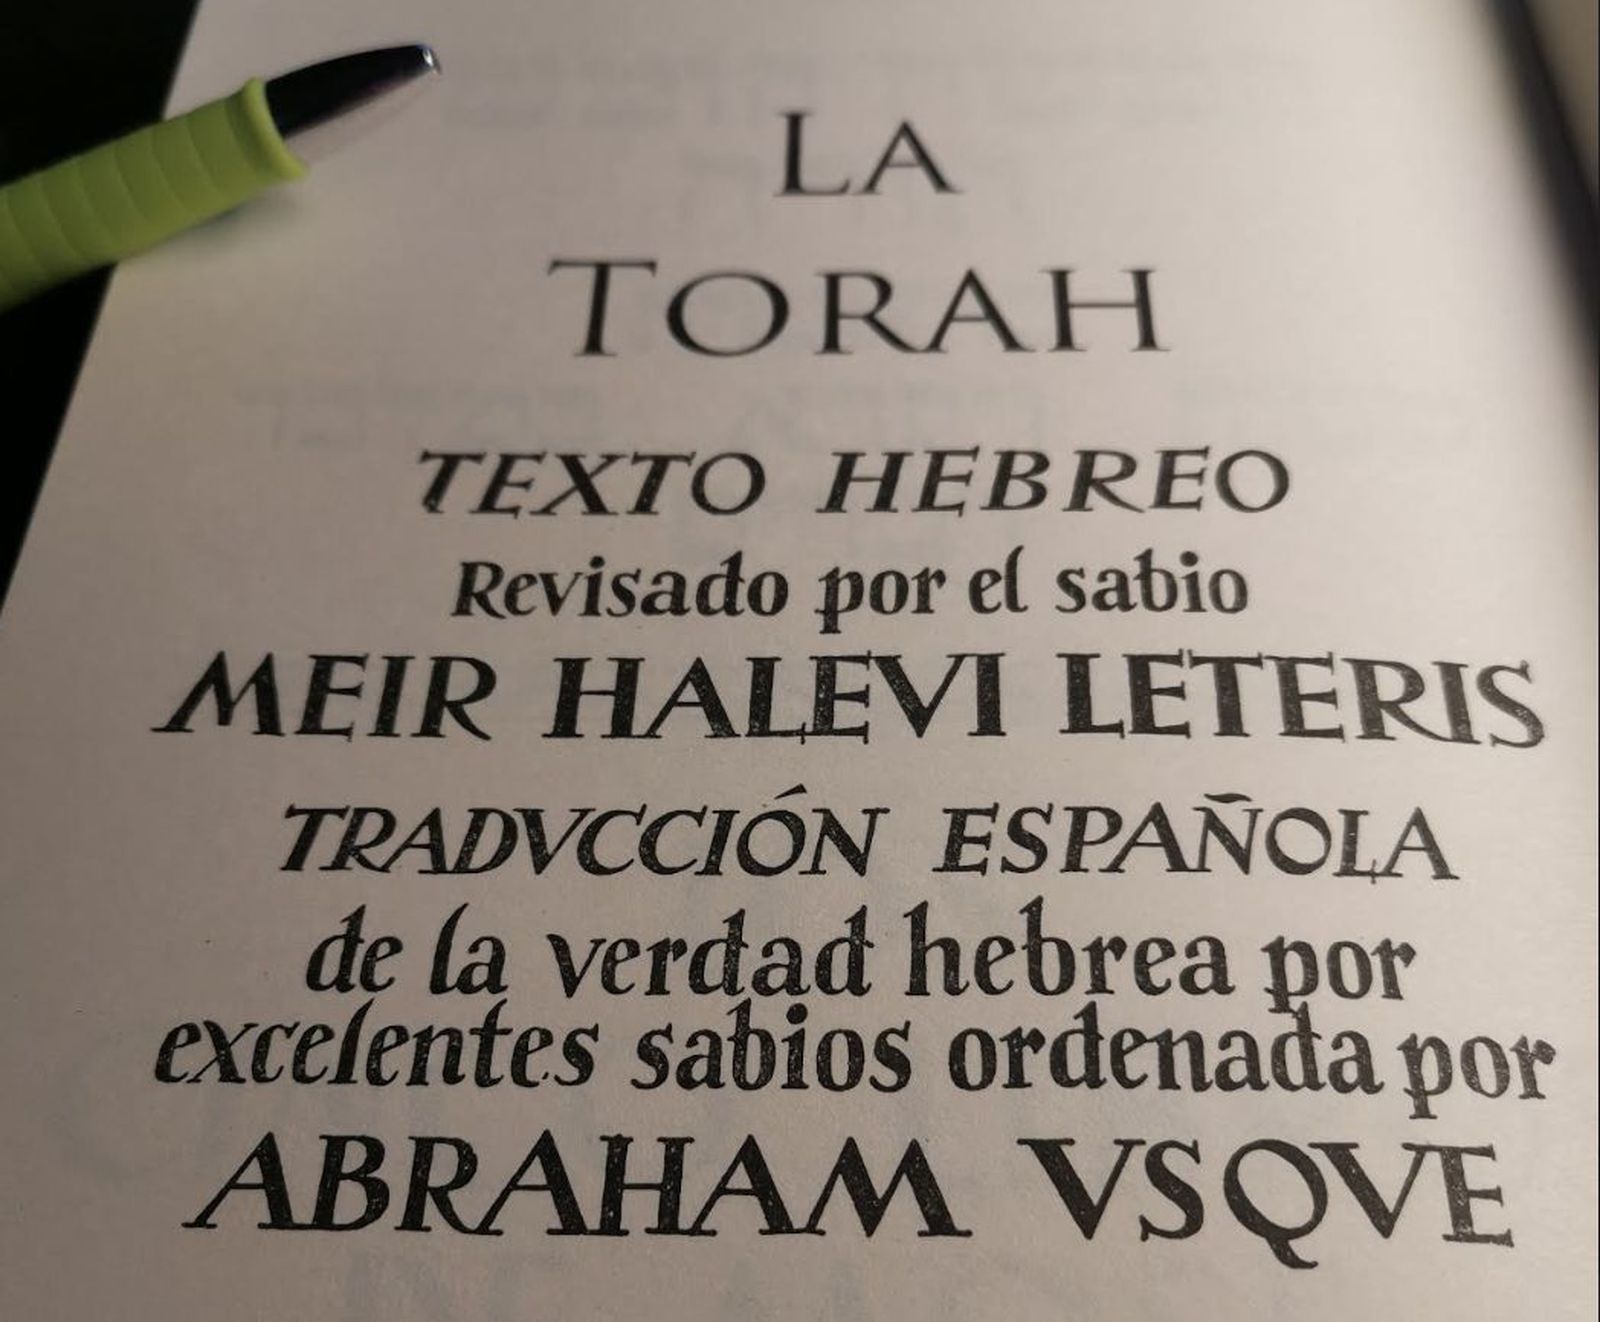 LA
TORAH
TEXTO HEBREO
Revisado por el sabio
MEIR HALEVI LETERIS
TRADVCCIÓN ESPAÑOLA
de la verdad hebrea por
excelentes sabios ordenada por
ABRAHAM VSQVE